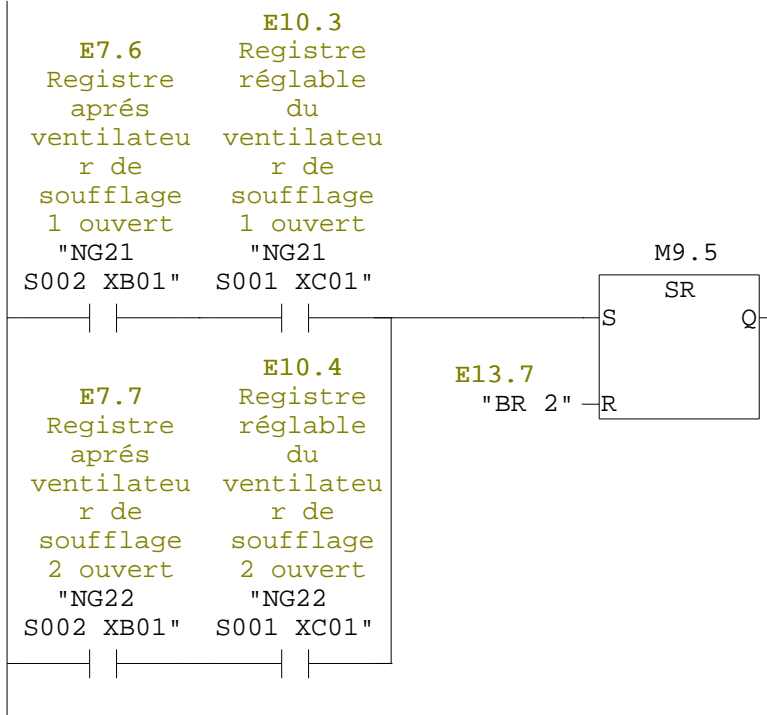 E7.6
Registre
aprés
ventilateu
r de
soufflage
1 ouvert
"NG21
S002 XB01"
E10.3
Registre
réglable
du
ventilateu
r de
soufflage
1 ouvert
"NG21
S001 XC01"
M9.5
SR
S
Q
E13.7
"BR 2"
R
E7.7
Registre
aprés
ventilateu
r de
soufflage
2 ouvert
"NG22
S002 XB01"
E10.4
Registre
réglable
du
ventilateu
r de
soufflage
2 ouvert
"NG22
S001 XC01"